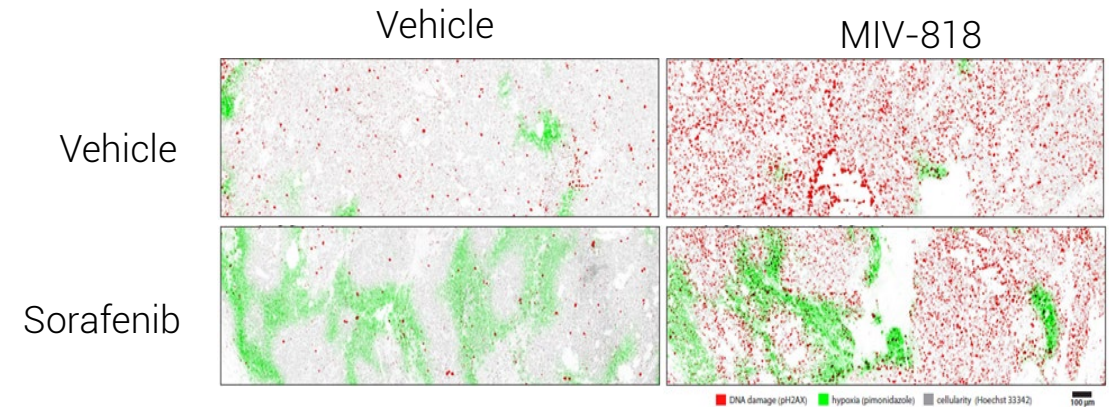 Vehicle
MIV-818
Vehicle
Sorafenib
DNA damage (pH2AX) hypoxia (pimonidazole) cellularity (Hoechst 33342)
100 µm